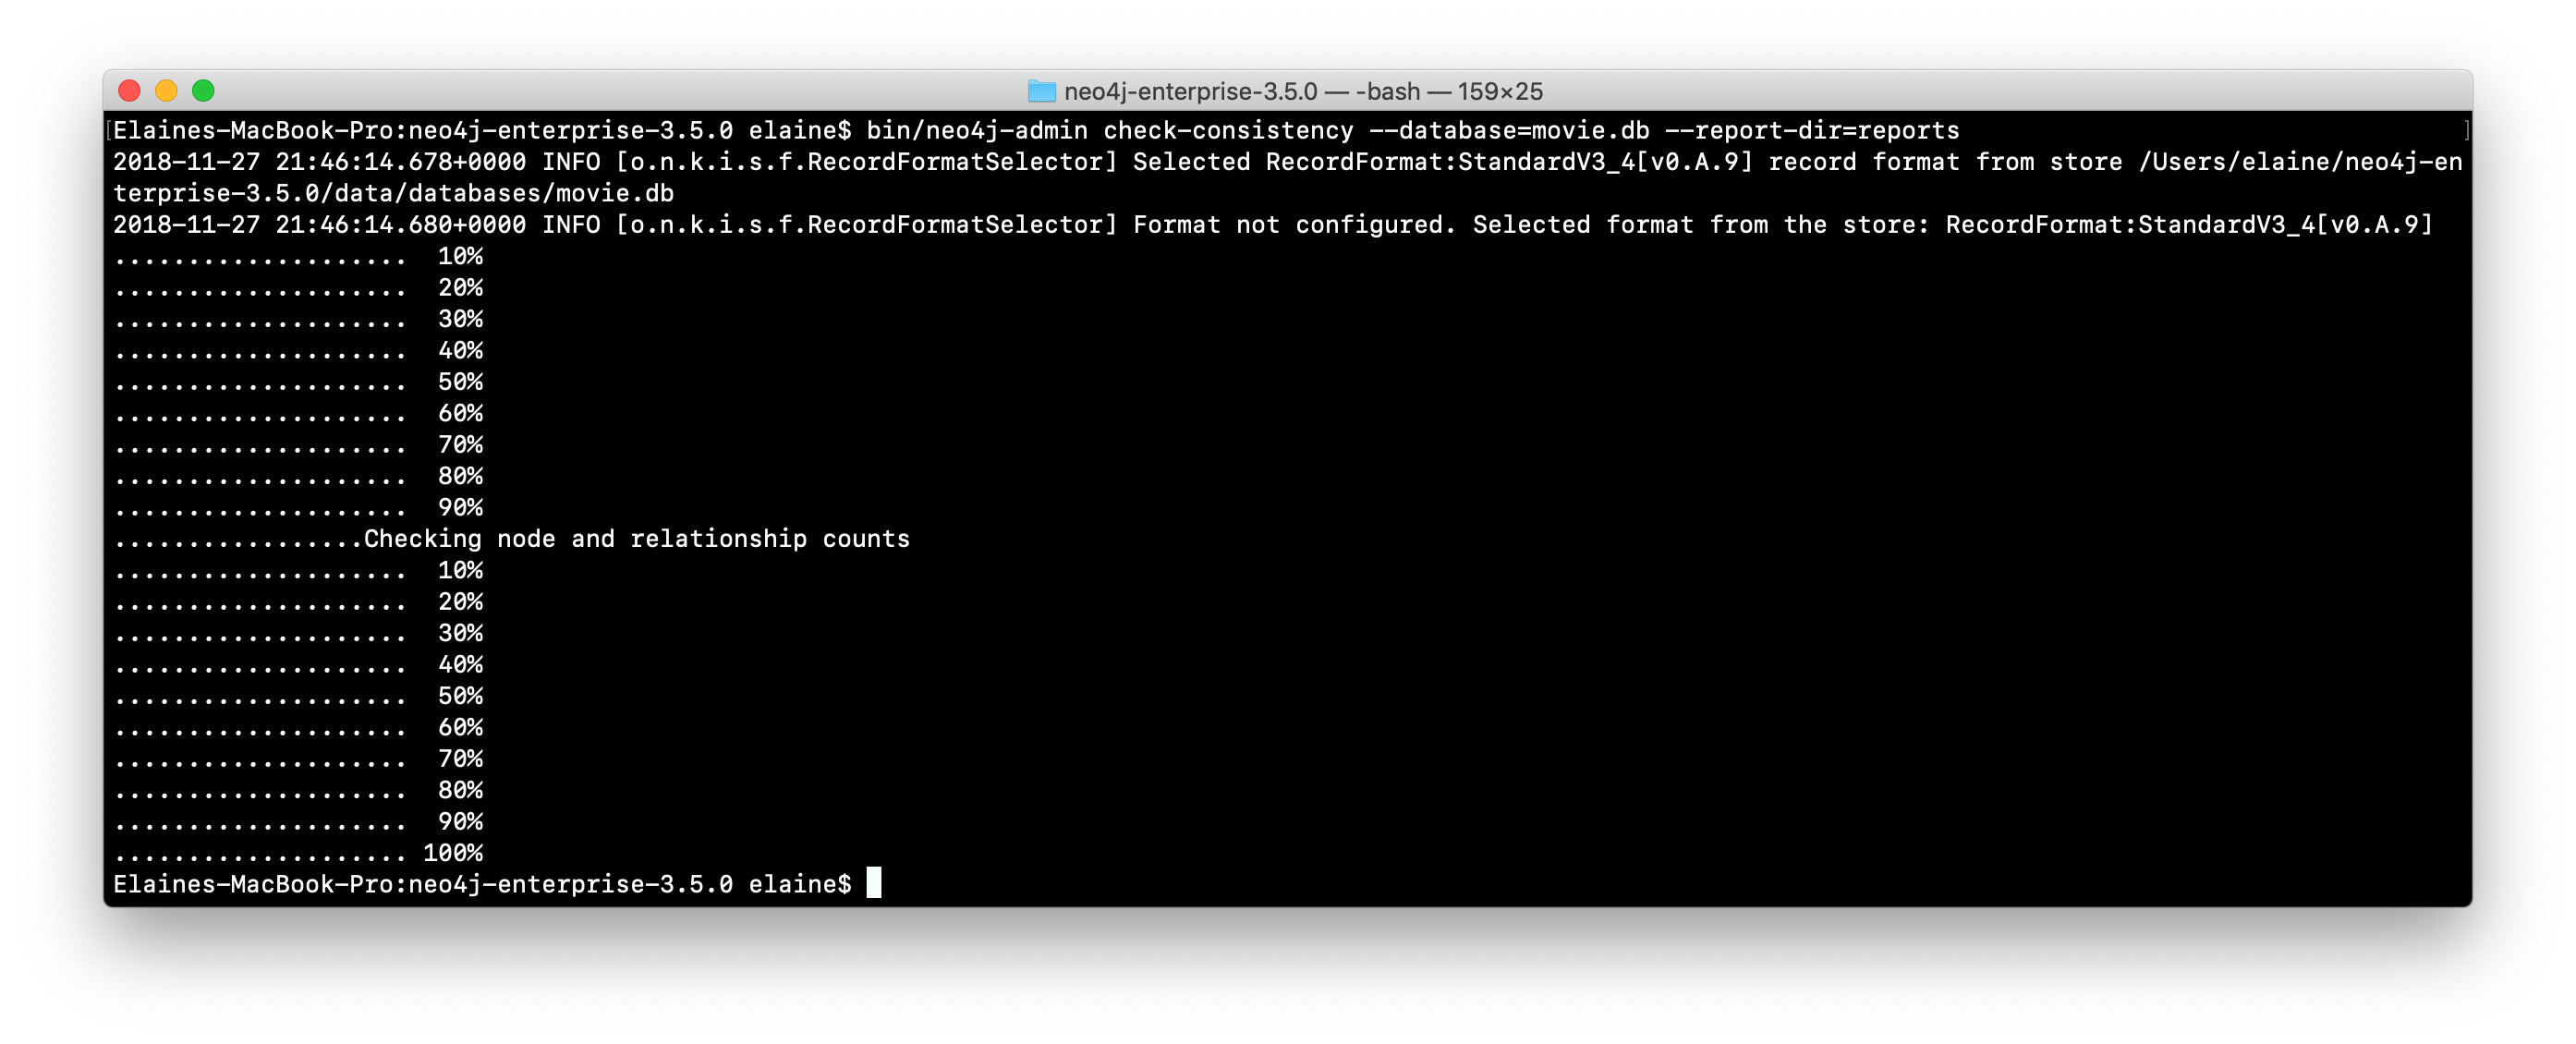 neo4j-enterprise-3.5.0 — -bash — 159×25
[Elaines-MacBook-Pro:neo4j-enterprise-3.5.0 elaine$ bin/neo4j-admin check-consistency --database=movie.db --report-dir=reports ]
2018-11-27 21:46:14.678+0000 INFO [o.n.k.i.s.f.RecordFormatSelector] Selected RecordFormat:StandardV3_4[v0.A.9] record format from store /Users/elaine/neo4j-en
terprise-3.5.0/data/databases/movie.db
2018-11-27 21:46:14.680+0000 INFO [o.n.k.i.s.f.RecordFormatSelector] Format not configured. Selected format from the store: RecordFormat:StandardV3_4[v0.A.9]
....................  10%
....................  20%
....................  30%
....................  40%
....................  50%
....................  60%
....................  70%
....................  80%
....................  90%
.................Checking node and relationship counts
....................  10%
....................  20%
....................  30%
....................  40%
....................  50%
....................  60%
....................  70%
....................  80%
....................  90%
.................... 100%
Elaines-MacBook-Pro:neo4j-enterprise-3.5.0 elaine$